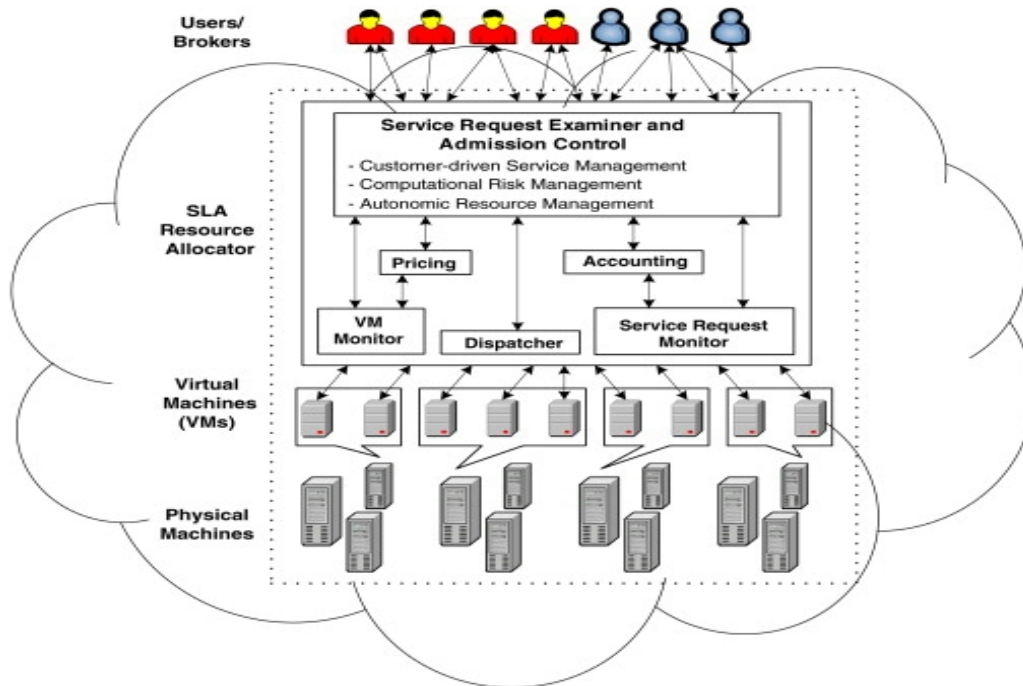 Users/
Brokers
Service Request Examiner and
Admission Control
- Customer-driven Service Management
- Computational Risk Management
- Autonomic Resource Management
SLA
Resource
Allocator
Pricing
Accounting
VM
Monitor
Dispatcher
Service Request
Monitor
Virtual
Machines
(VMs)
Physical
Machines